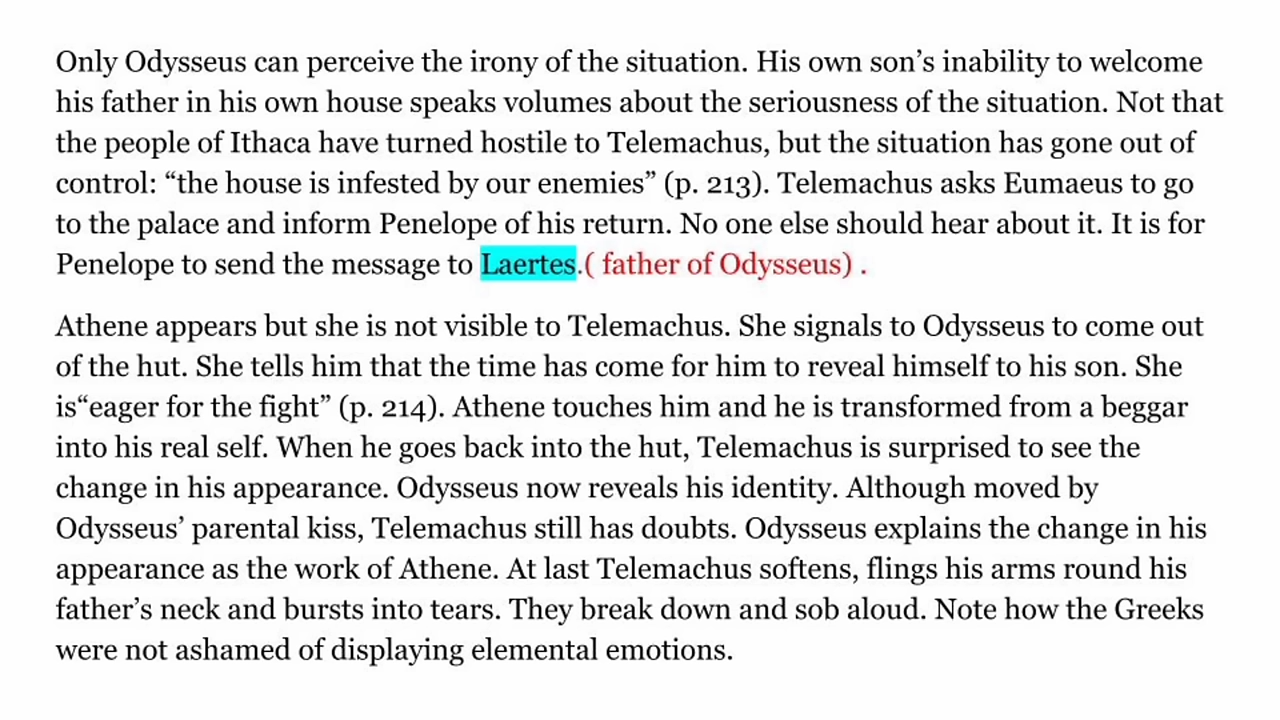 Only Odysseus can perceive the irony of the situation. His own son’s inability to welcome
his father in his own house speaks volumes about the seriousness of the situation. Not that
the people of Ithaca have turned hostile to Telemachus, but the situation has gone out of
control: “the house is infested by our enemies” (p. 213). Telemachus asks Eumaeus to go
to the palace and inform Penelope of his return. No one else should hear about it. It is for
Penelope to send the message to Laertes.( father of Odysseus) .
Athene appears but she is not visible to Telemachus. She signals to Odysseus to come out
of the hut. She tells him that the time has come for him to reveal himself to his son. She
is“eager for the fight” (p. 214). Athene touches him and he is transformed from a beggar
into his real self. When he goes back into the hut, Telemachus is surprised to see the
change in his appearance. Odysseus now reveals his identity. Although moved by
Odysseus’ parental kiss, Telemachus still has doubts. Odysseus explains the change in his
appearance as the work of Athene. At last Telemachus softens, flings his arms round his
father’s neck and bursts into tears. They break down and sob aloud. Note how the Greeks
were not ashamed of displaying elemental emotions.